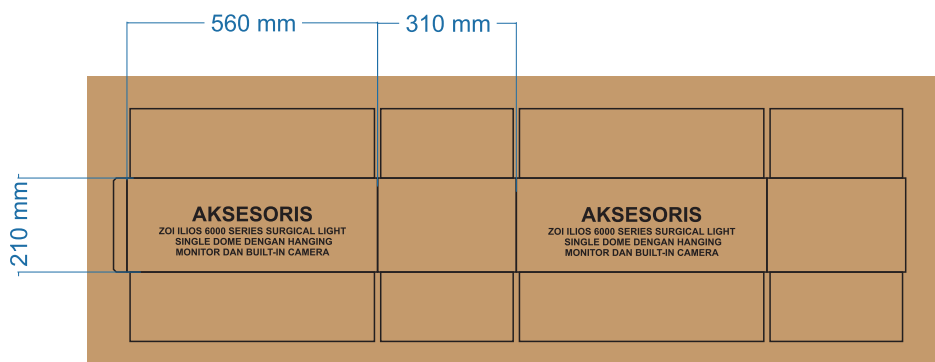 560 mm
310 mm
210 mm
AKSESORIS
ZOI ILIOS 6000 SERIES SURGICAL LIGHT
SINGLE DOME DENGAN HANGING
MONITOR DAN BUILT-IN CAMERA
AKSESORIS
ZOI ILIOS 6000 SERIES SURGICAL LIGHT
SINGLE DOME DENGAN HANGING
MONITOR DAN BUILT-IN CAMERA